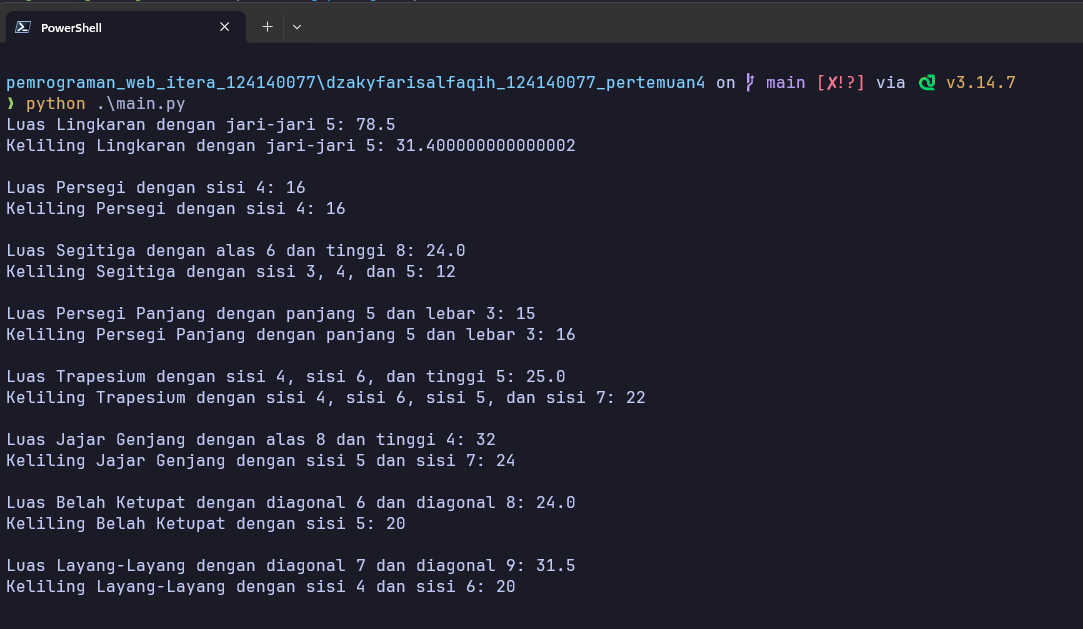 PowerShell
pemrograman_web_itera_124140077\dzakyfarisalfaqih_124140077_pertemuan4 on main [✘!?] via v3.14.7
❯ python .\main.py
Luas Lingkaran dengan jari-jari 5: 78.5
Keliling Lingkaran dengan jari-jari 5: 31.400000000000002
Luas Persegi dengan sisi 4: 16
Keliling Persegi dengan sisi 4: 16
Luas Segitiga dengan alas 6 dan tinggi 8: 24.0
Keliling Segitiga dengan sisi 3, 4, dan 5: 12
Luas Persegi Panjang dengan panjang 5 dan lebar 3: 15
Keliling Persegi Panjang dengan panjang 5 dan lebar 3: 16
Luas Trapesium dengan sisi 4, sisi 6, dan tinggi 5: 25.0
Keliling Trapesium dengan sisi 4, sisi 6, sisi 5, dan sisi 7: 22
Luas Jajar Genjang dengan alas 8 dan tinggi 4: 32
Keliling Jajar Genjang dengan sisi 5 dan sisi 7: 24
Luas Belah Ketupat dengan diagonal 6 dan diagonal 8: 24.0
Keliling Belah Ketupat dengan sisi 5: 20
Luas Layang-Layang dengan diagonal 7 dan diagonal 9: 31.5
Keliling Layang-Layang dengan sisi 4 dan sisi 6: 20